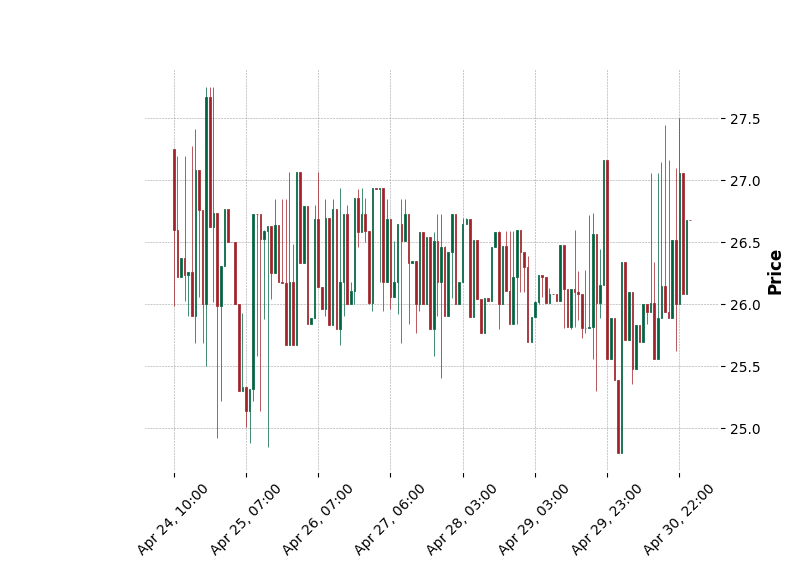 27.5
27.0
26.5
26.0
25.5
25.0
Price
Apr 24, 10:00
Apr 25, 07:00
Apr 26, 07:00
Apr 27, 06:00
Apr 28, 03:00
Apr 29, 03:00
Apr 29, 23:00
Apr 30, 22:00